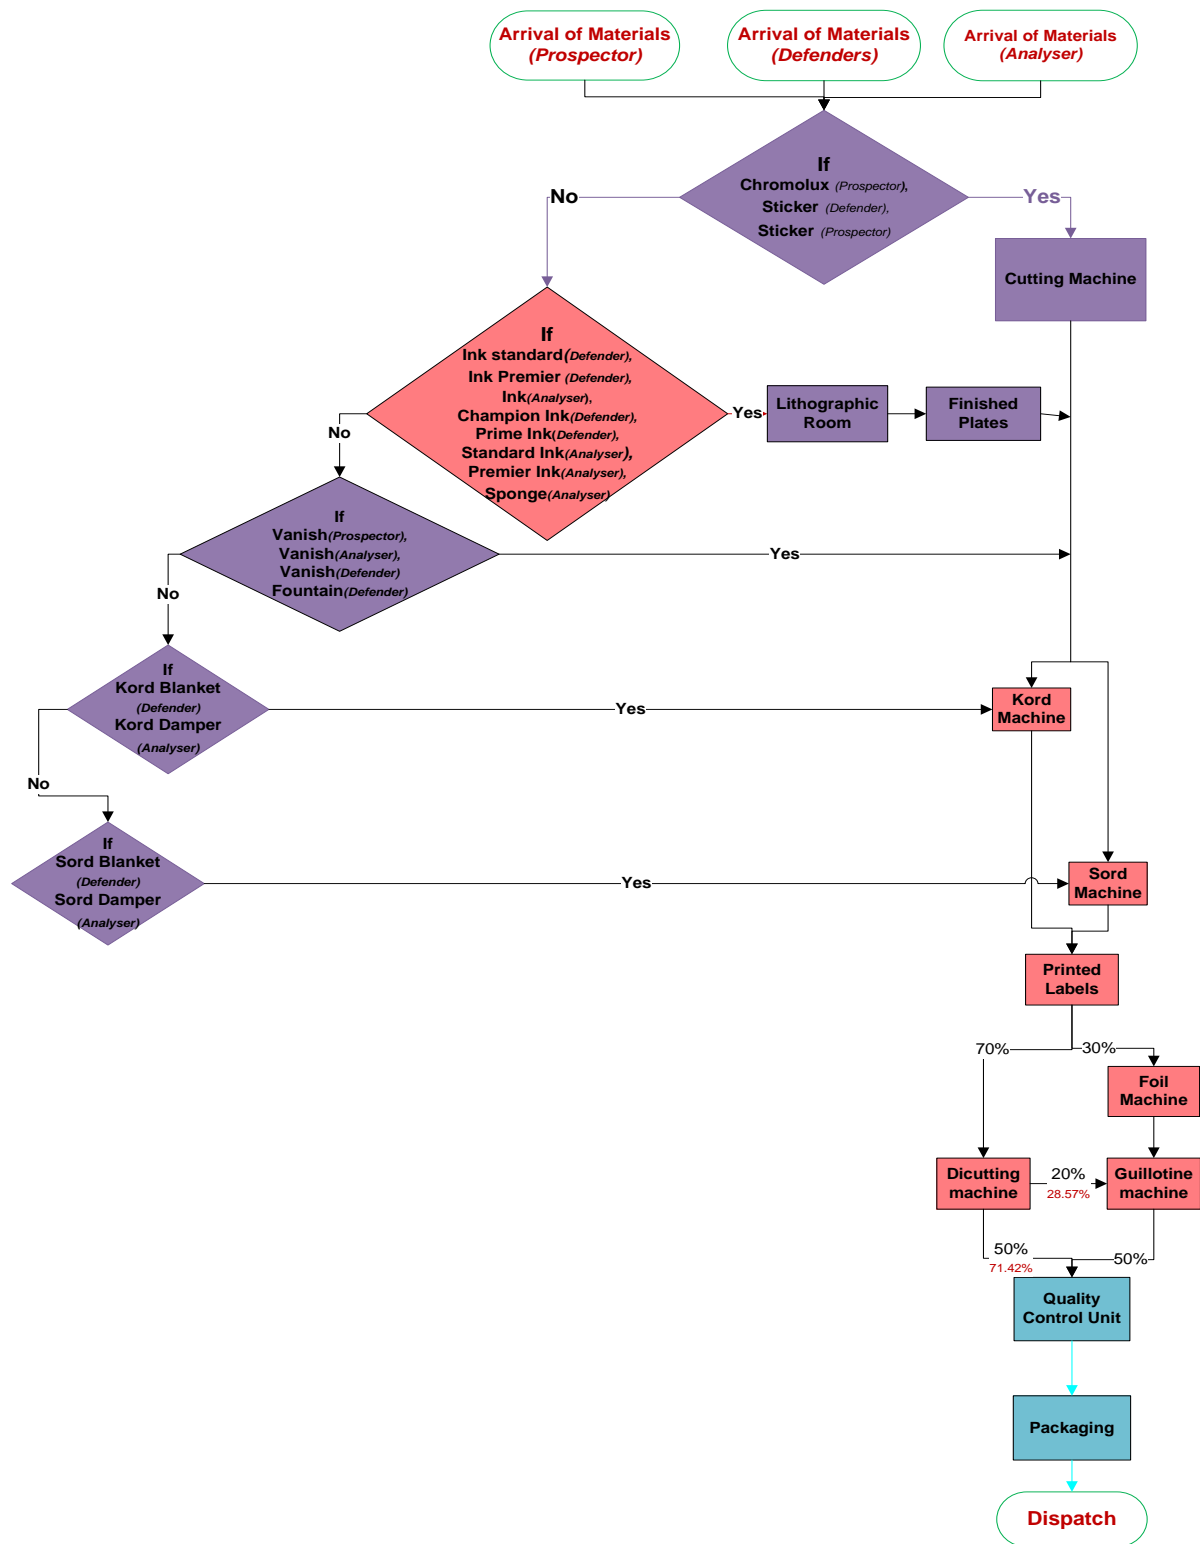 Arrival of Materials
(Prospector)
Arrival of Materials
(Defenders)
Arrival of Materials
(Analyser)
If
Chromolux (Prospector),
Sticker (Defender),
Sticker (Prospector)
No
Yes
Cutting Machine
If
Ink standard(Defender),
Ink Premier (Defender),
Ink(Analyser),
Champion Ink(Defender),
Prime Ink(Defender),
Standard Ink(Analyser),
Premier Ink(Analyser),
Sponge(Analyser)
Yes
Lithographic
Room
Finished
Plates
No
If
Vanish(Prospector),
Vanish(Analyser),
Vanish(Defender)
Fountain(Defender)
Yes
No
If
Kord Blanket
(Defender)
Kord Damper
(Analyser)
Yes
Kord
Machine
No
If
Sord Blanket
(Defender)
Sord Damper
(Analyser)
Yes
Sord
Machine
Printed
Labels
70%
30%
Foil
Machine
Dicutting
machine
20%
28.57%
Guillotine
machine
50%
71.42%
50%
Quality
Control Unit
Packaging
Dispatch